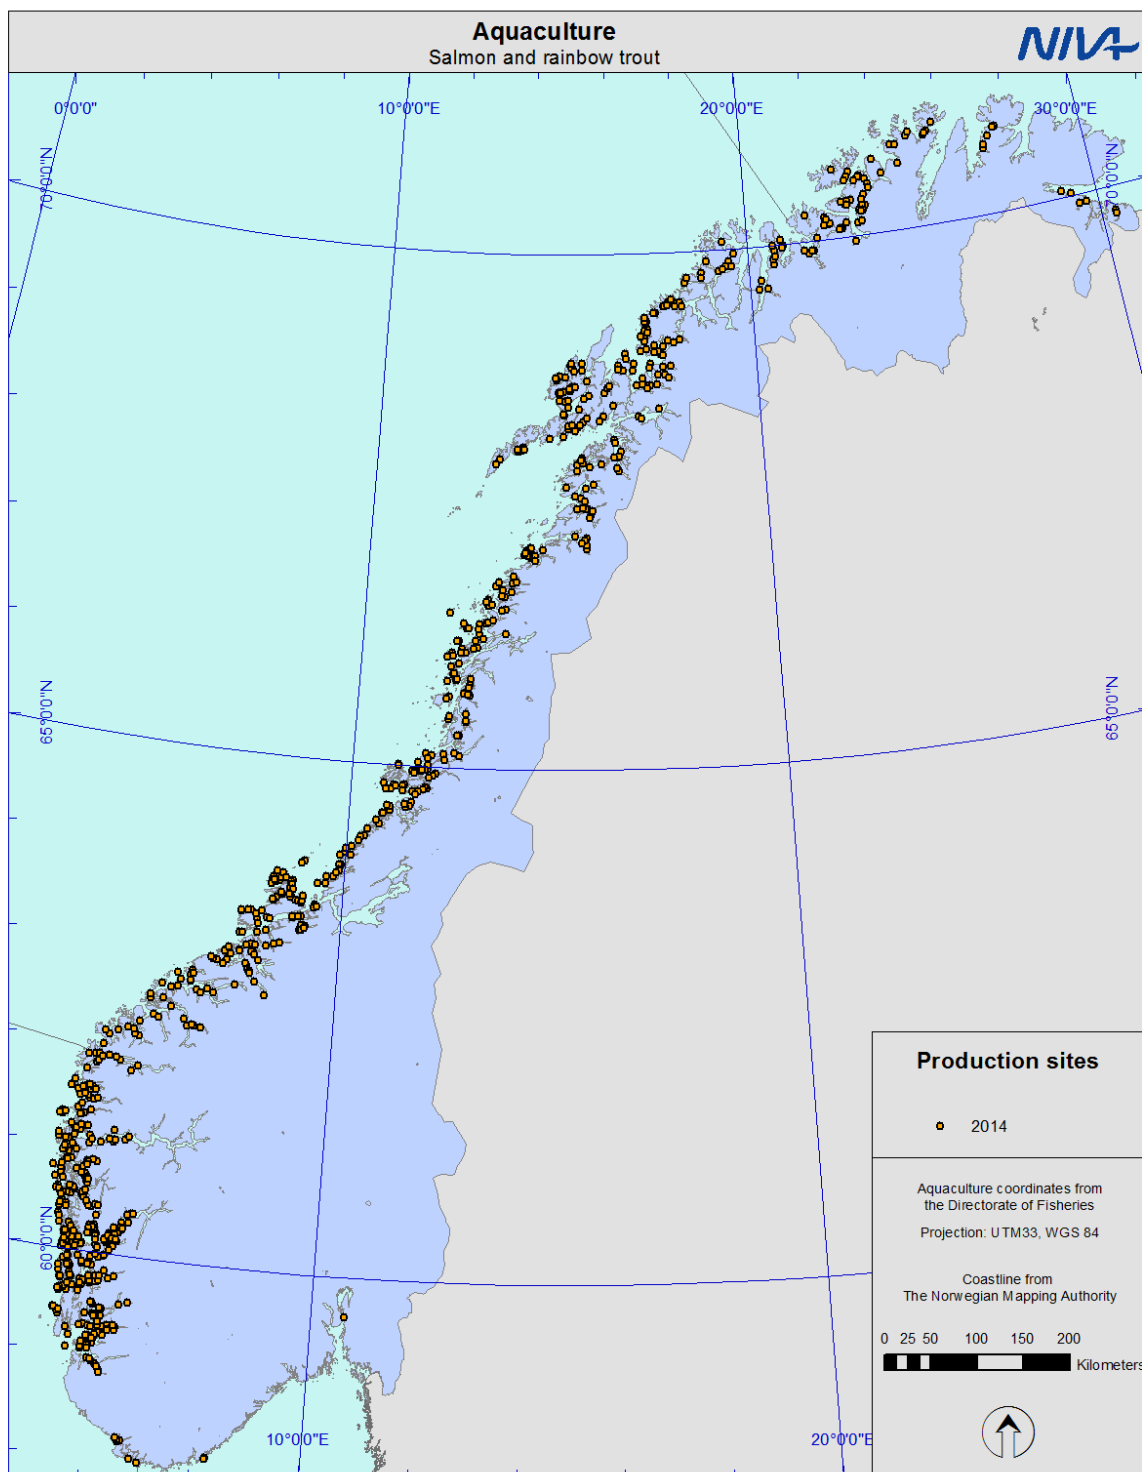 Aquaculture
Salmon and rainbow trout
NIVA
0°0'0"
10°0'0"E
20°0'0"E
30°0'0"E
70°0'0"N
70°0'0"N
65°0'0"N
65°0'0"N
60°0'0"N
10°0'0"E
20°0'0"E
Production sites
2014
Aquaculture coordinates from
the Directorate of Fisheries
Projection: UTM33, WGS 84
Coastline from
The Norwegian Mapping Authority
0 25 50 100 150 200
Kilometers